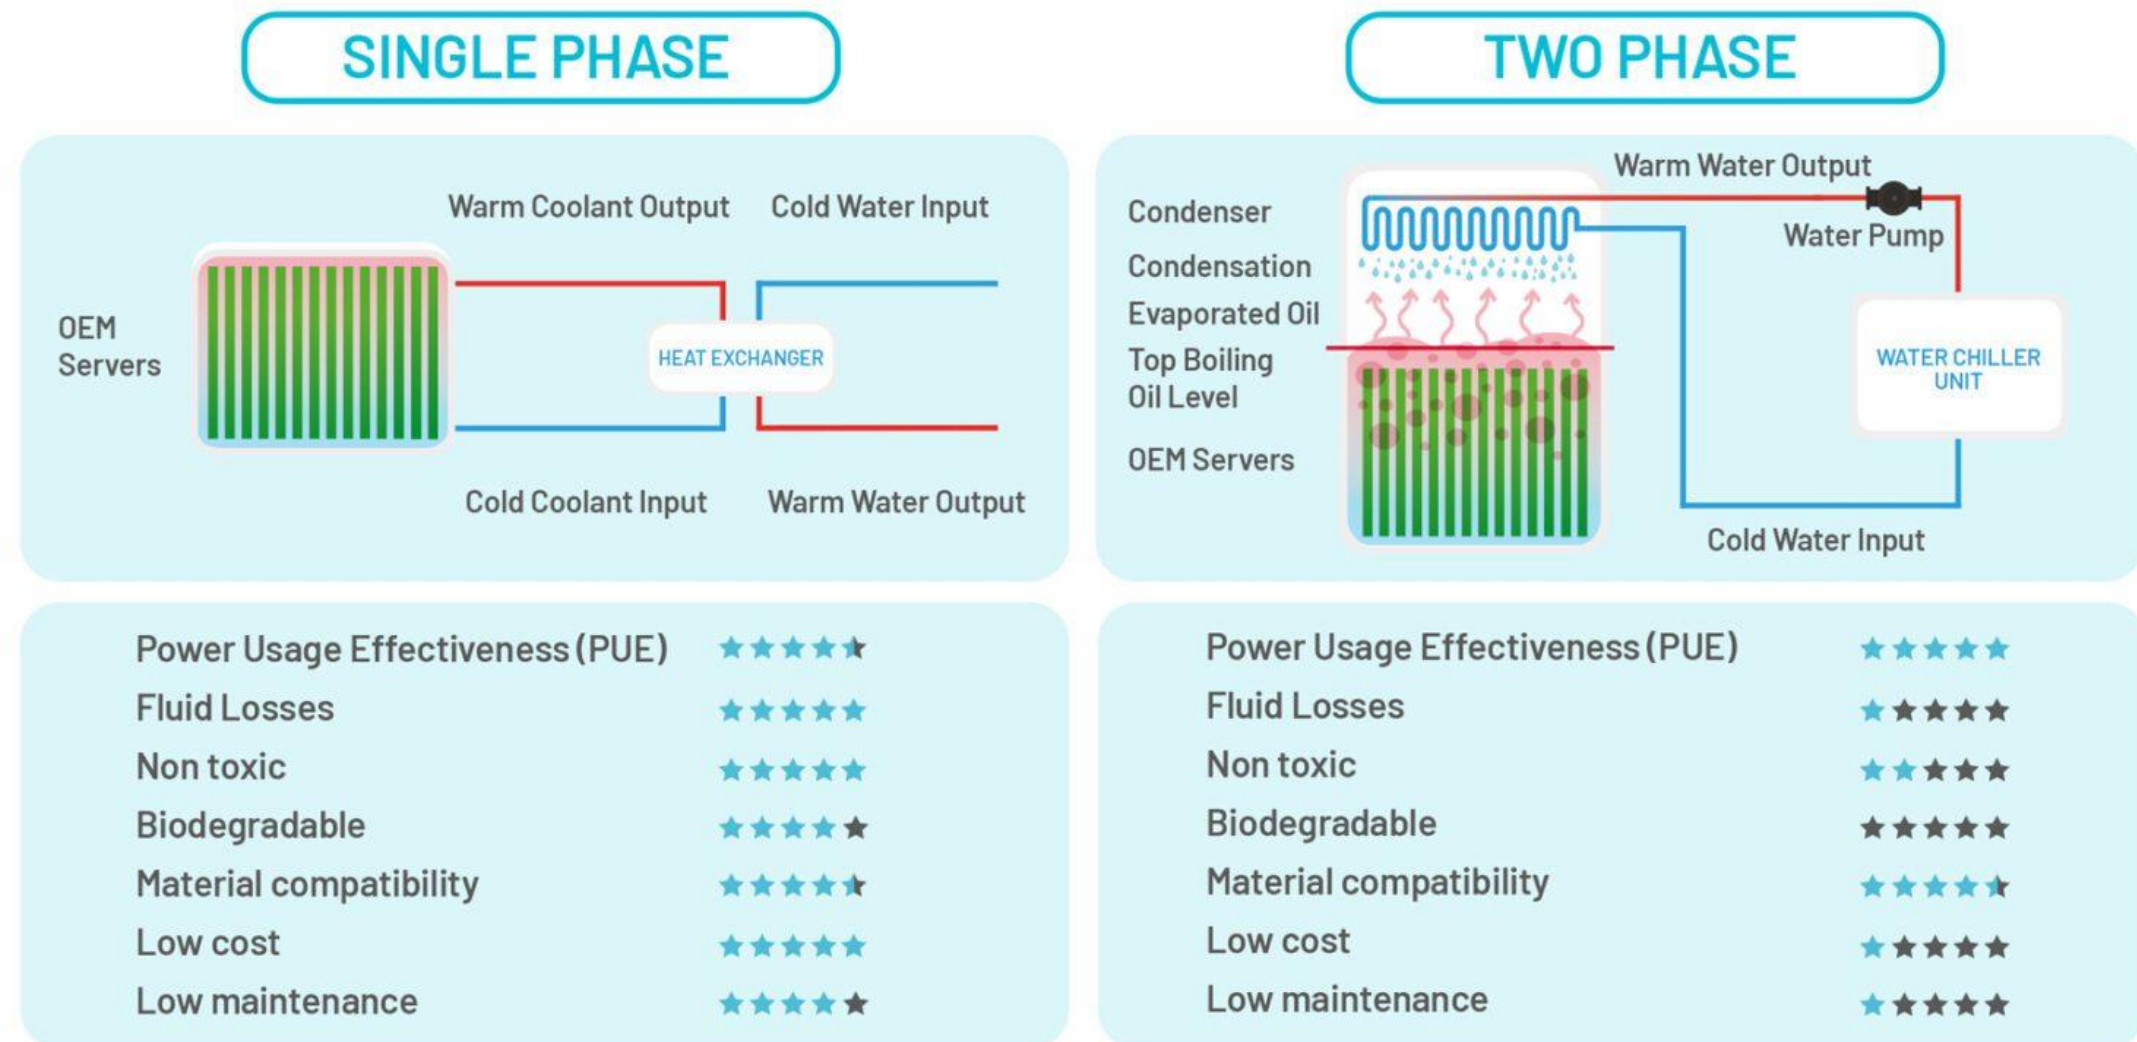 SINGLE PHASE
Warm Coolant Output
Cold Water Input
OEM
Servers
HEAT EXCHANGER
Cold Coolant Input
Warm Water Output
Power Usage Effectiveness (PUE)
Fluid Losses
Non toxic
Biodegradable
Material compatibility
Low cost
Low maintenance
TWO PHASE
Warm Water Output
Condenser
Water Pump
Condensation
Evaporated Oil
Top Boiling
Oil Level
WATER CHILLER
UNIT
OEM Servers
Cold Water Input
Power Usage Effectiveness (PUE)
Fluid Losses
Non toxic
Biodegradable
Material compatibility
Low cost
Low maintenance